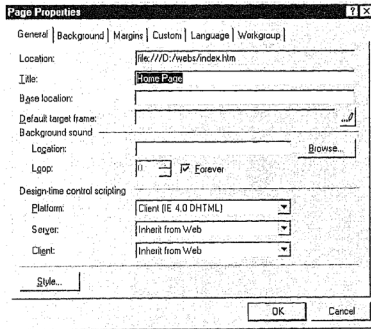 Page Properties
General Background Margins Custom Language Workgroup
Location: file:///D:/webs/index.htm
Title: Home Page
Base location:
Default target frame:
Background sound
Location: Browse...
Loop: 0 Forever
Design-time control scripting
Platform: Client (IE 4.0 DHTML)
Server: Inherit from Web
Client: Inherit from Web
Style...
OK Cancel